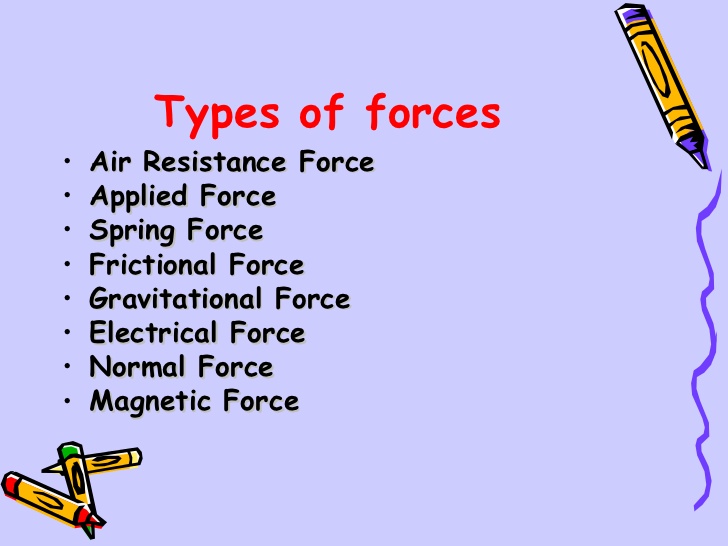 Types of forces
• Air Resistance Force
• Applied Force
• Spring Force
• Frictional Force
• Gravitational Force
• Electrical Force
• Normal Force
• Magnetic Force